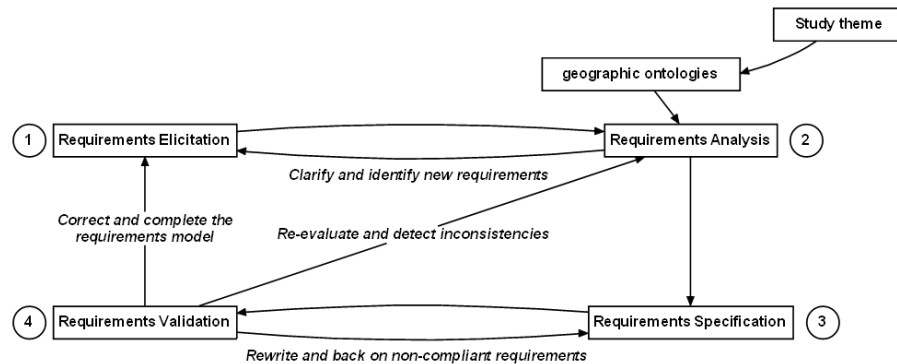 Study theme
geographic ontologies
1
Requirements Elicitation
Requirements Analysis
2
Clarify and identify new requirements
Correct and complete the
requirements model
Re-evaluate and detect inconsistencies
4
Requirements Validation
Requirements Specification
3
Rewrite and back on non-compliant requirements